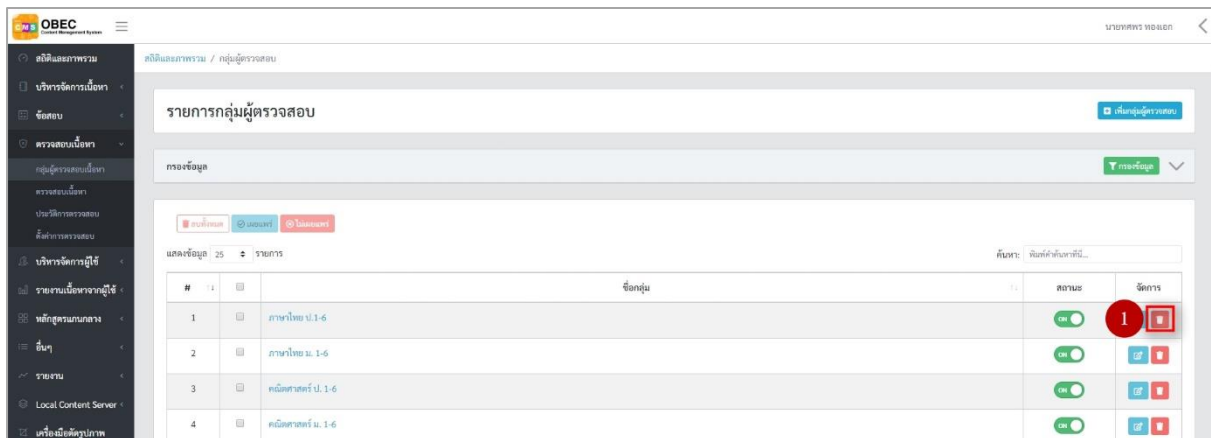 CMS OBEC
Content Management System
นายทศพร ทองเอก
สถิติและภาพรวม
สถิติและภาพรวม / กลุ่มผู้ตรวจสอบ
บริหารจัดการเนื้อหา
รายการกลุ่มผู้ตรวจสอบ
เพิ่มกลุ่มผู้ตรวจสอบ
ข้อสอบ
ตรวจสอบเนื้อหา
กลุ่มผู้ตรวจสอบเนื้อหา
กรองข้อมูล
กรองข้อมูล
ตรวจสอบเนื้อหา
ประวัติการตรวจสอบ
ลบทั้งหมด เผยแพร่ ไม่เผยแพร่
ตั้งค่าการตรวจสอบ
แสดงข้อมูล 25 รายการ
ค้นหา: พิมพ์คำค้นหาที่นี่...
บริหารจัดการผู้ใช้
รายงานเนื้อหาจากผู้ใช้
# ชื่อกลุ่ม สถานะ จัดการ
หลักสูตรแกนกลาง
1 ภาษาไทย ป.1-6 ON 1
อื่นๆ
2 ภาษาไทย ม. 1-6 ON
รายงาน
3 คณิตศาสตร์ ป. 1-6 ON
Local Content Server
4 คณิตศาสตร์ ม. 1-6 ON
เครื่องมือตัดรูปภาพ